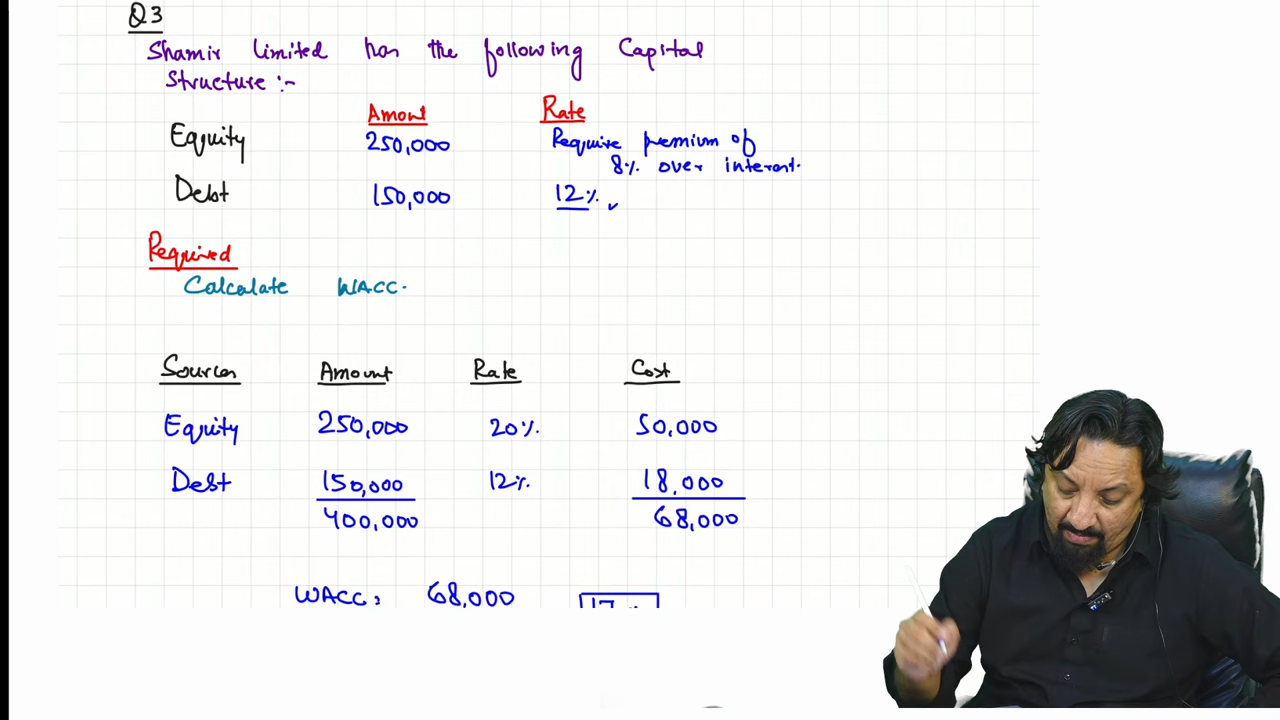 Q3
Shamir Limited has the following Capital
Structure :-
Amount Rate
Equity 250,000 Require premium of
8% over interest.
Debt 150,000 12%
Required
Calculate WACC.
Sources Amount Rate Cost
Equity 250,000 20% 50,000
Debt 150,000 12% 18,000
400,000 68,000
WACC = 68,000 17%